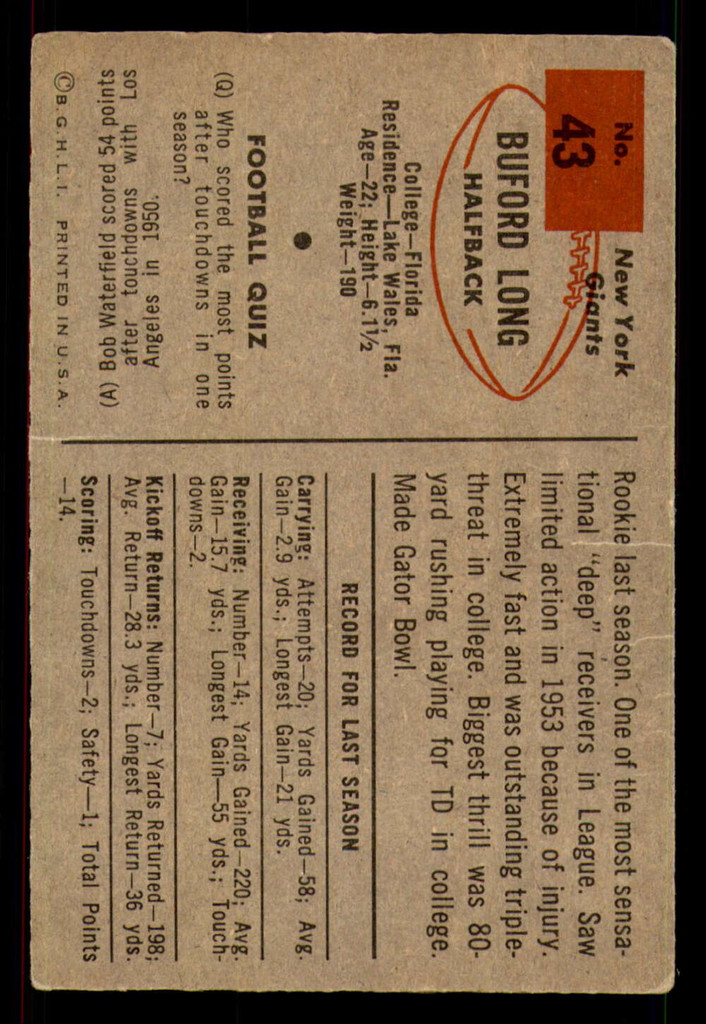 No.
43
New York
Giants
BUFORD LONG
HALFBACK
College—Florida
Residence—Lake Wales, Fla.
Age—22; Height—6.1½
Weight—190
FOOTBALL QUIZ
(Q) Who scored the most points
after touchdowns in one
season?
(A) Bob Waterfield scored 54 points
after touchdowns with Los
Angeles in 1950.
© B. G. H. L. I. PRINTED IN U. S. A.
Rookie last season. One of the most sensa-
tional "deep" receivers in League. Saw
limited action in 1953 because of injury.
Extremely fast and was outstanding triple-
threat in college. Biggest thrill was 80-
yard rushing playing for TD in college.
Made Gator Bowl.
RECORD FOR LAST SEASON
Carrying: Attempts—20; Yards Gained—58; Avg.
Gain—2.9 yds.; Longest Gain—21 yds.
Receiving: Number—14; Yards Gained—220; Avg.
Gain—15.7 yds.; Longest Gain—55 yds.; Touch-
downs—2.
Kickoff Returns: Number—7; Yards Returned—198;
Avg. Return—28.3 yds.; Longest Return—36 yds.
Scoring: Touchdowns—2; Safety—1; Total Points
—14.